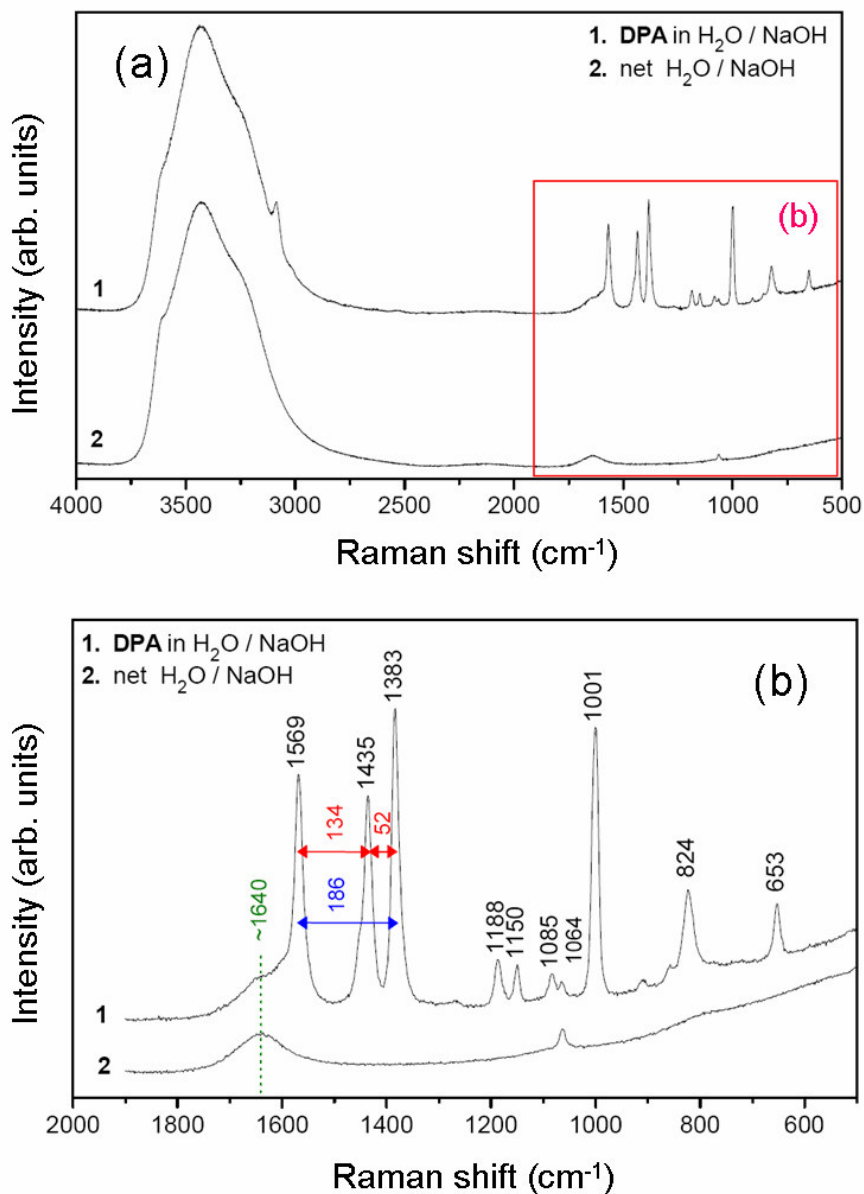 (a)
1. DPA in H₂O / NaOH
2. net H₂O / NaOH
(b)
1
2
Intensity (arb. units)
4000 3500 3000 2500 2000 1500 1000 500
Raman shift (cm⁻¹)
1. DPA in H₂O / NaOH
2. net H₂O / NaOH
(b)
1569
1435
1383
1001
134
52
186
~1640
1188
1150
1085
1064
824
653
1
2
Intensity (arb. units)
2000 1800 1600 1400 1200 1000 800 600
Raman shift (cm⁻¹)